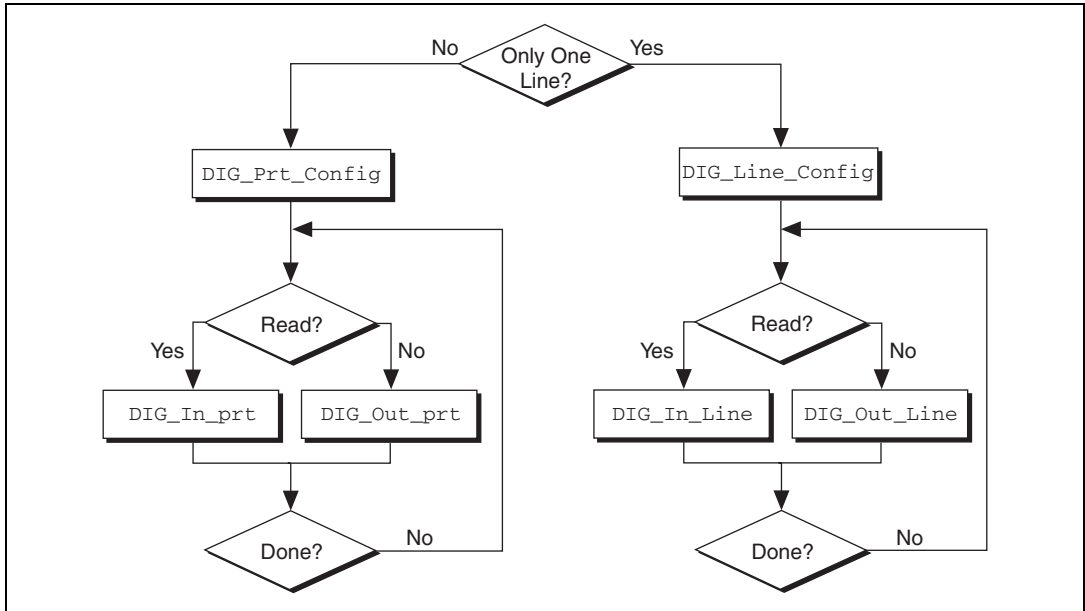 No
Only One
Line?
Yes
DIG_Prt_Config
DIG_Line_Config
Read?
Yes
No
Read?
Yes
No
DIG_In_prt
DIG_Out_prt
DIG_In_Line
DIG_Out_Line
Done?
No
Done?
No